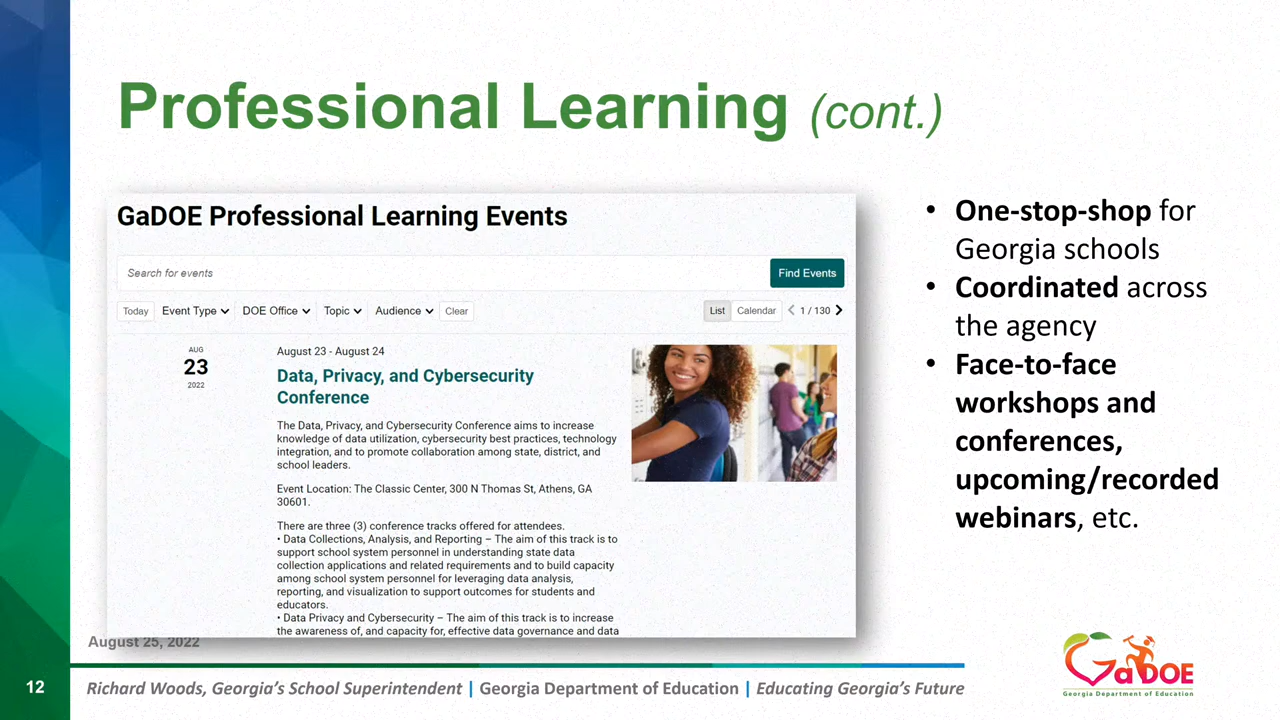 Professional Learning (cont.)
GaDOE Professional Learning Events
Search for events
Find Events
Today
Event Type
DOE Office
Topic
Audience
Clear
List
Calendar
1 / 130
AUG
23
2022
August 23 - August 24
Data, Privacy, and Cybersecurity
Conference
The Data, Privacy, and Cybersecurity Conference aims to increase
knowledge of data utilization, cybersecurity best practices, technology
integration, and to promote collaboration among state, district, and
school leaders.
Event Location: The Classic Center, 300 N Thomas St, Athens, GA
30601.
There are three (3) conference tracks offered for attendees.
• Data Collections, Analysis, and Reporting – The aim of this track is to
support school system personnel in understanding state data
collection applications and related requirements and to build capacity
among school system personnel for leveraging data analysis,
reporting, and visualization to support outcomes for students and
educators.
• Data Privacy and Cybersecurity – The aim of this track is to increase
the awareness of, and capacity for, effective data governance and data
• One-stop-shop for
Georgia schools
• Coordinated across
the agency
• Face-to-face
workshops and
conferences,
upcoming/recorded
webinars, etc.
August 25, 2022
12
Richard Woods, Georgia's School Superintendent | Georgia Department of Education | Educating Georgia's Future
GaDOE
Georgia Department of Education